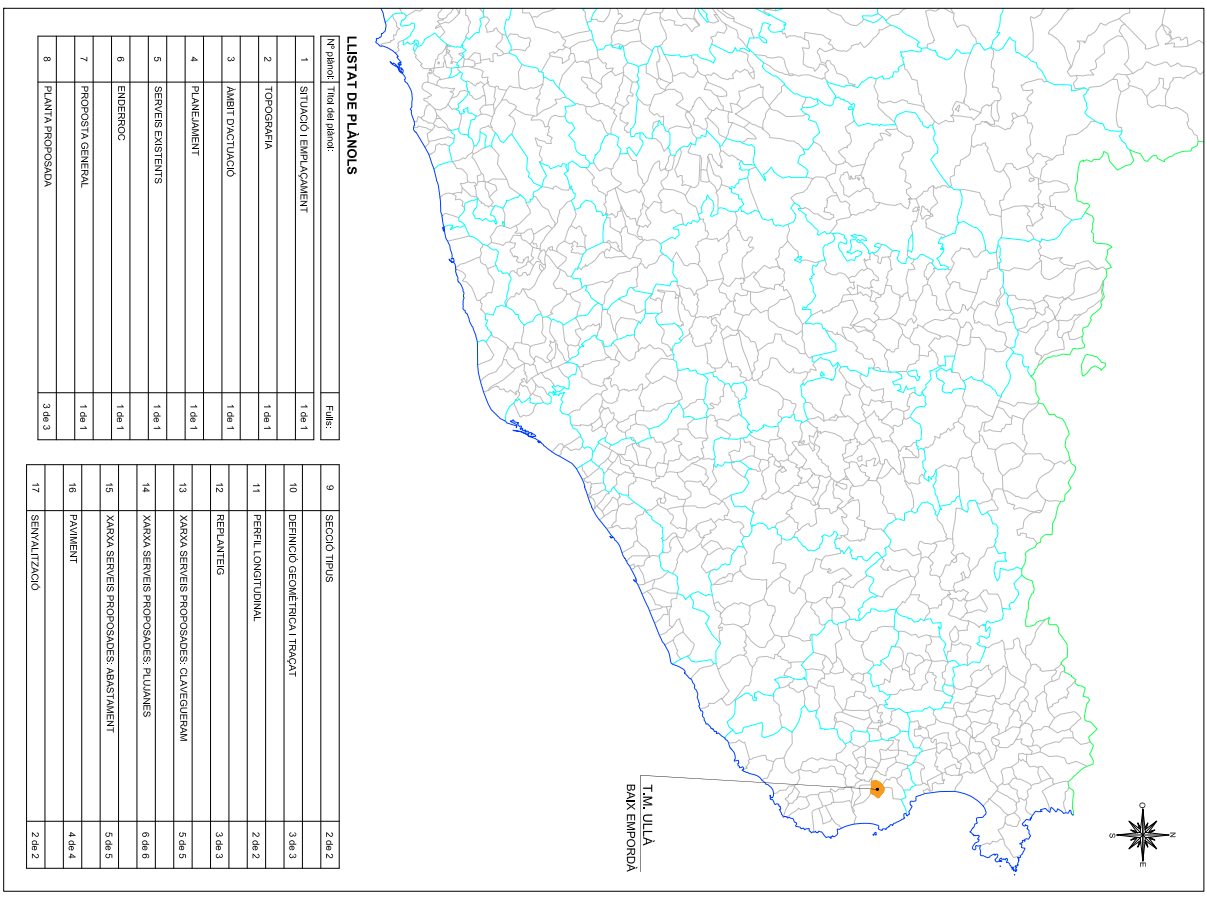 LLISTAT DE PLÀNOLS
Nº plànol: Títol del plànol: Fulls:
1 SITUACIÓ I EMPLAÇAMENT 1 de 1
2 TOPOGRAFIA 1 de 1
3 ÀMBIT D'ACTUACIÓ 1 de 1
4 PLANEJAMENT 1 de 1
5 SERVEIS EXISTENTS 1 de 1
6 ENDERROC 1 de 1
7 PROPOSTA GENERAL 1 de 1
8 PLANTA PROPOSADA 3 de 3
9 SECCIÓ TIPUS 2 de 2
10 DEFINICIÓ GEOMÈTRICA I TRAÇAT 3 de 3
11 PERFIL LONGITUDINAL 2 de 2
12 REPLANTEIG 3 de 3
13 XARXA SERVEIS PROPOSADES: CLAVEGUERAM 5 de 5
14 XARXA SERVEIS PROPOSADES: PLUJANES 6 de 6
15 XARXA SERVEIS PROPOSADES: ABASTAMENT 5 de 5
16 PAVIMENT 4 de 4
17 SENYALITZACIÓ 2 de 2
T.M. ULLÀ
BAIX EMPORDÀ
N
O
E
S